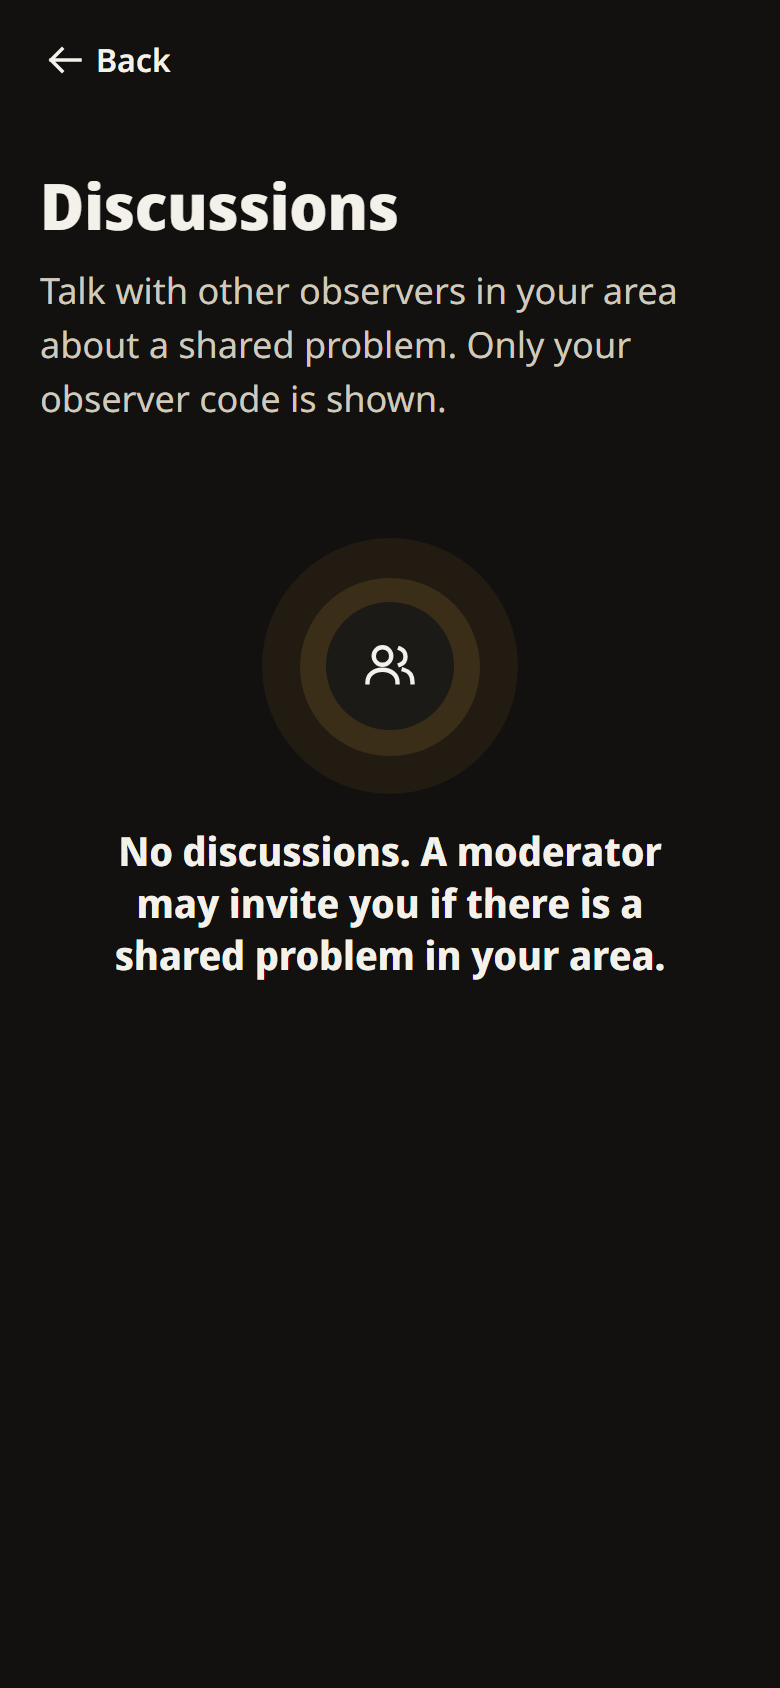 Back
Discussions
Talk with other observers in your area
about a shared problem. Only your
observer code is shown.
No discussions. A moderator
may invite you if there is a
shared problem in your area.